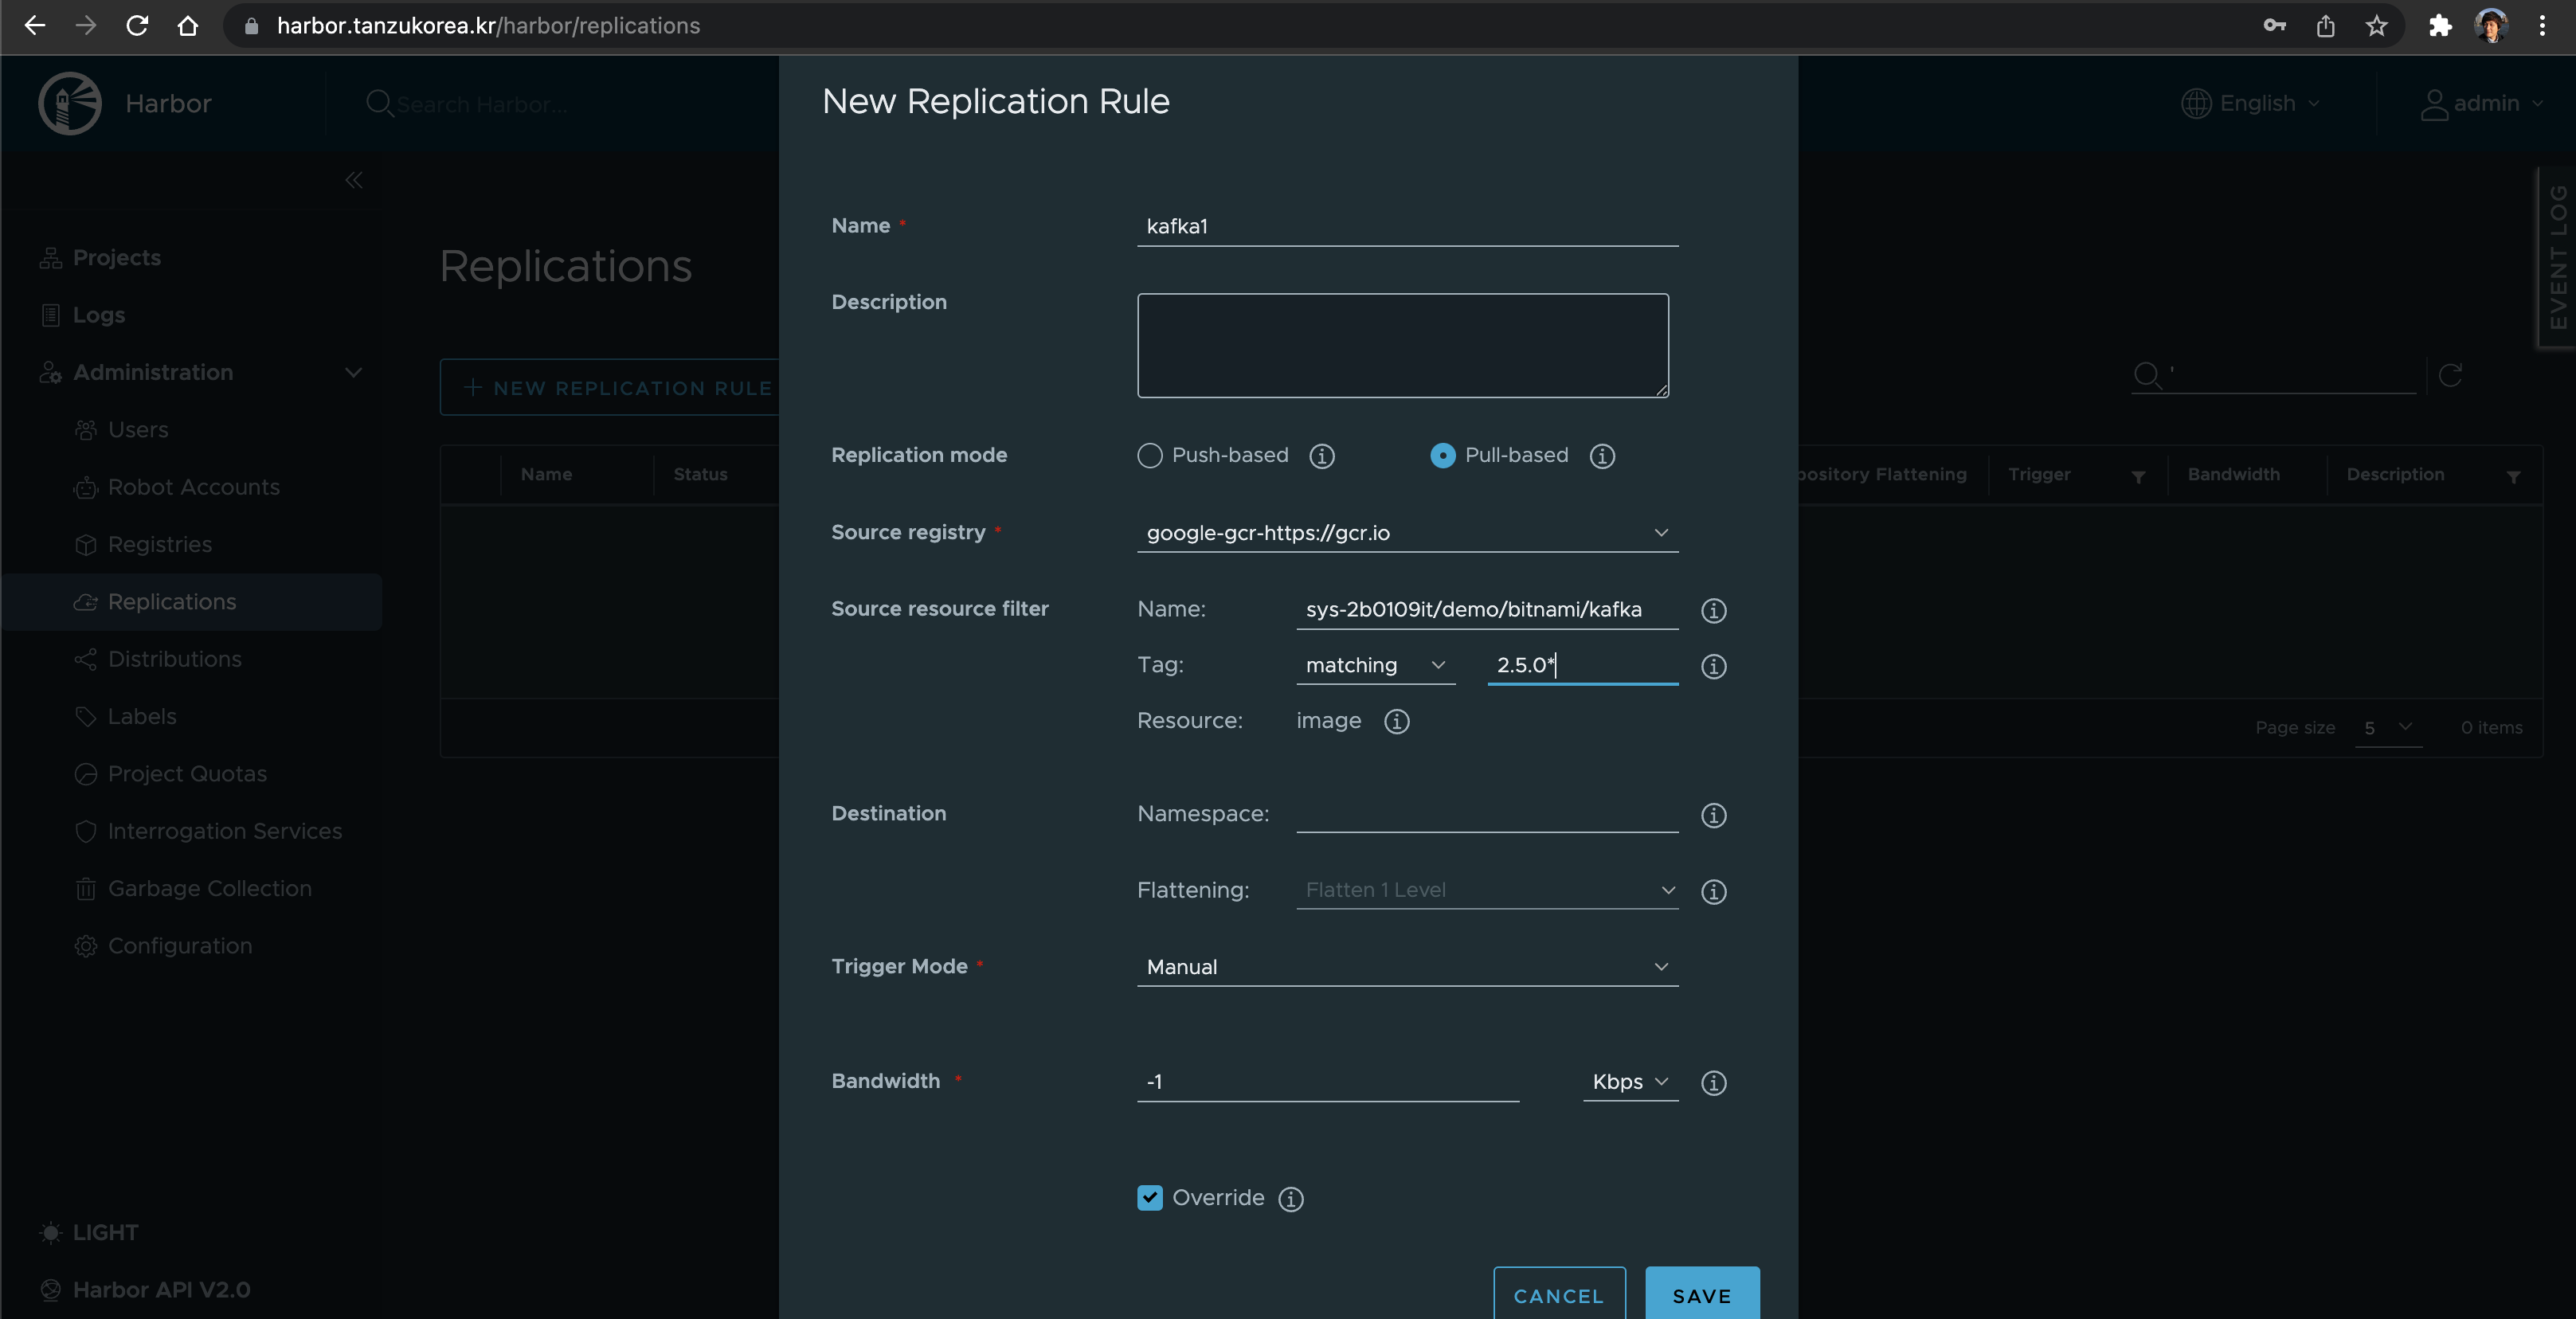 harbor.tanzukorea.kr/harbor/replications
Harbor
Search Harbor...
English
admin
EVENT LOG
Projects
Logs
Administration
Users
Robot Accounts
Registries
Replications
Distributions
Labels
Project Quotas
Interrogation Services
Garbage Collection
Configuration
LIGHT
Harbor API V2.0
Replications
+ NEW REPLICATION RULE
Name Status
pository Flattening Trigger Bandwidth Description
Page size 5 0 items
New Replication Rule
Name * kafka1
Description
Replication mode Push-based Pull-based
Source registry * google-gcr-https://gcr.io
Source resource filter Name: sys-2b0109it/demo/bitnami/kafka
Tag: matching 2.5.0*
Resource: image
Destination Namespace:
Flattening: Flatten 1 Level
Trigger Mode * Manual
Bandwidth * -1 Kbps
Override
CANCEL SAVE